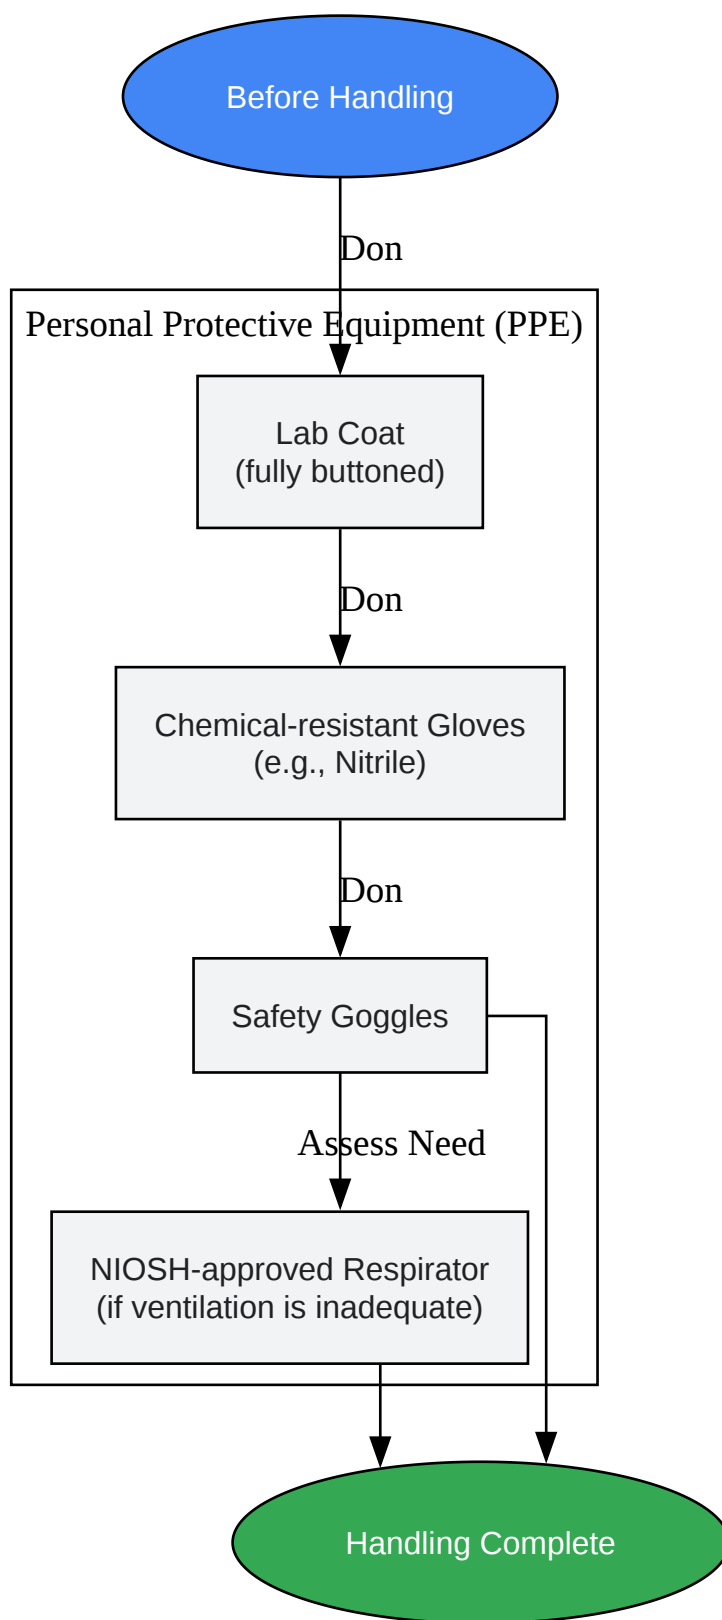 Before Handling
Don
Personal Protective Equipment (PPE)
Lab Coat
(fully buttoned)
Don
Chemical-resistant Gloves
(e.g., Nitrile)
Don
Safety Goggles
Assess Need
NIOSH-approved Respirator
(if ventilation is inadequate)
Handling Complete